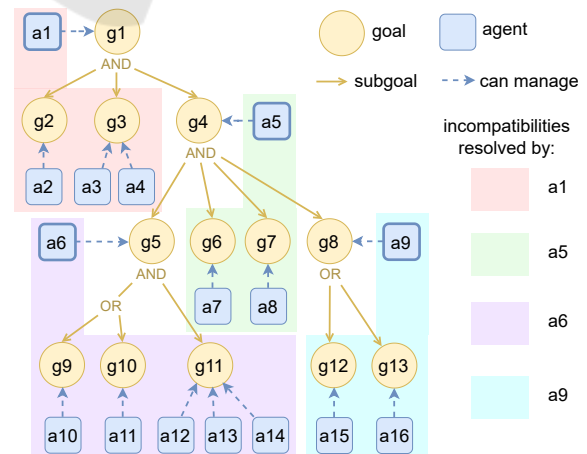 a1 g1 goal agent
AND
subgoal can manage
g2 g3 g4 a5
incompatibilities
resolved by:
AND
a2 a3 a4
a1
a6 g5 g6 g7 g8 a9
a5
AND OR
a7 a8
OR
a6
g9 g10 g11 g12 g13
a9
a10 a11 a12 a13 a14 a15 a16